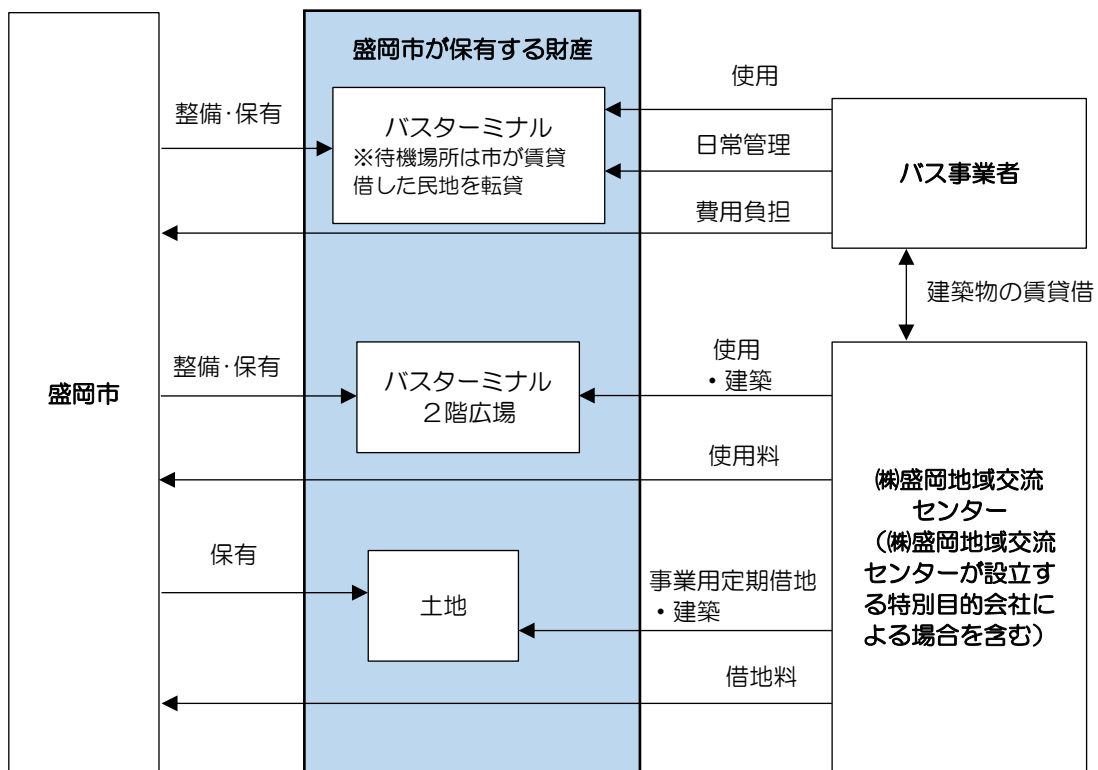 盛岡市が保有する財産
整備・保有
バスターミナル
※待機場所は市が賃貸
借した民地を転貸
使用
日常管理
費用負担
バス事業者
建築物の賃貸借
盛岡市
整備・保有
バスターミナル
２階広場
使用
・建築
使用料
㈱盛岡地域交流
センター
（㈱盛岡地域交流
センターが設立す
る特別目的会社に
よる場合を含む）
保有
土地
事業用定期借地
・建築
借地料